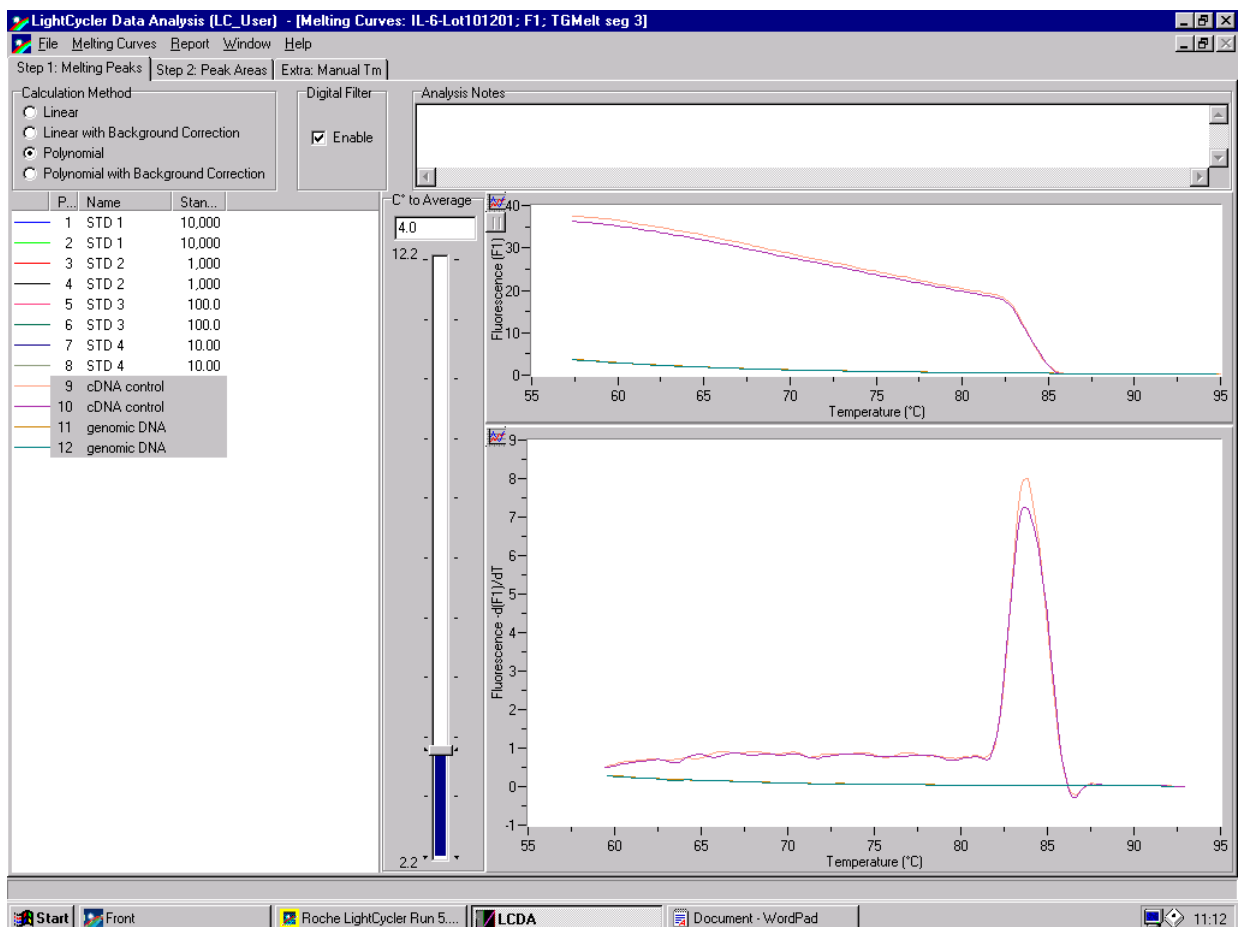 LightCycler Data Analysis (LC_User) - [Melting Curves: IL-6-Lot101201; F1; TGMelt seg 3]
File Melting Curves Report Window Help
Step 1: Melting Peaks Step 2: Peak Areas Extra: Manual Tm
Calculation Method
Linear
Linear with Background Correction
Polynomial
Polynomial with Background Correction
Digital Filter
Enable
Analysis Notes
P... Name Stan...
1 STD 1 10,000
2 STD 1 10,000
3 STD 2 1,000
4 STD 2 1,000
5 STD 3 100.0
6 STD 3 100.0
7 STD 4 10.00
8 STD 4 10.00
9 cDNA control
10 cDNA control
11 genomic DNA
12 genomic DNA
C° to Average
4.0
12.2
2.2
Fluorescence (F1)
40
30
20
10
0
55 60 65 70 75 80 85 90 95
Temperature (°C)
Fluorescence -d(F1)/dT
9
8
7
6
5
4
3
2
1
0
-1
55 60 65 70 75 80 85 90 95
Temperature (°C)
Start Front Roche LightCycler Run 5.... LCDA Document - WordPad 11:12